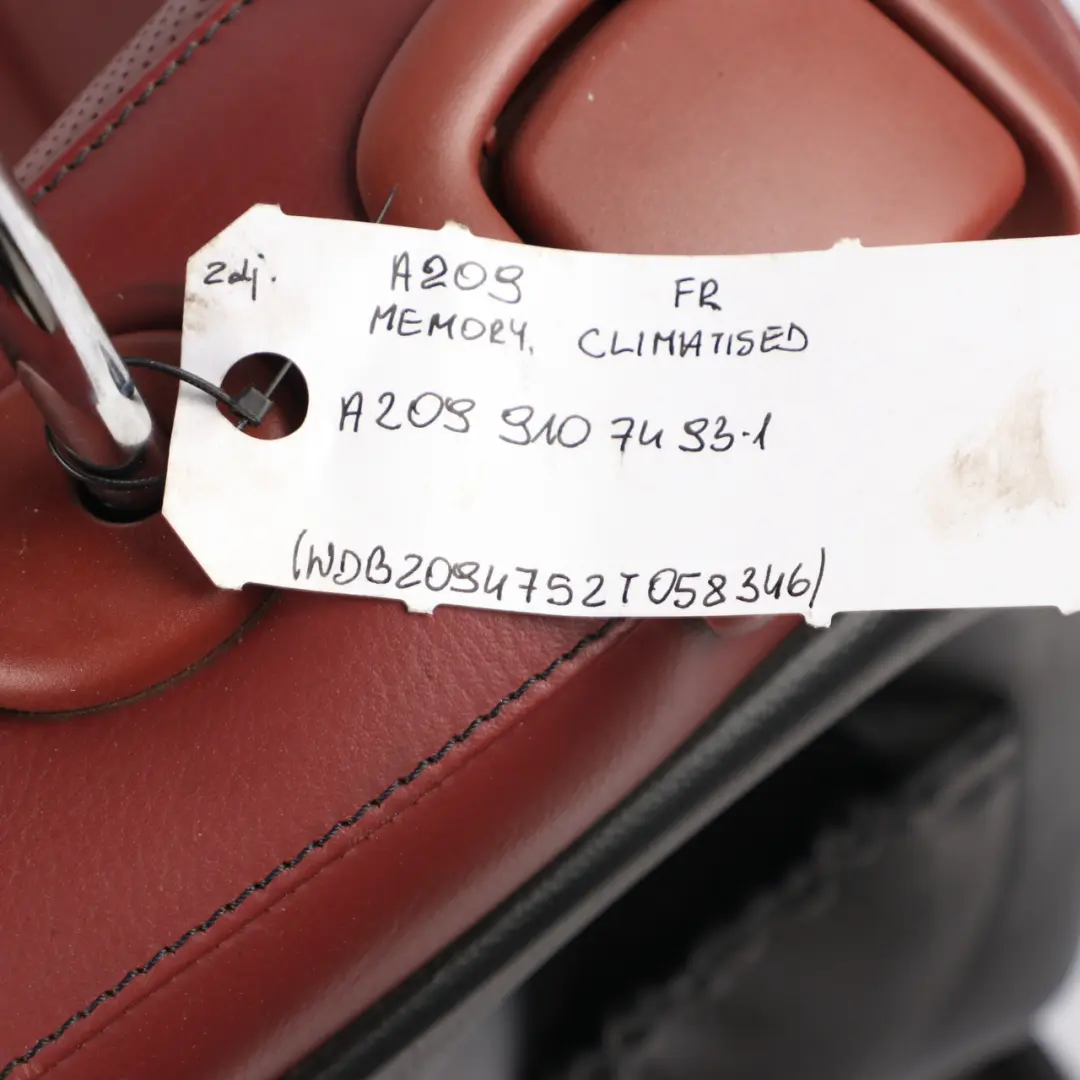 Zdj. A209 FR
MEMORY, CLIMATISED
A209 910 74 93-1
(WDB2094752T058346)